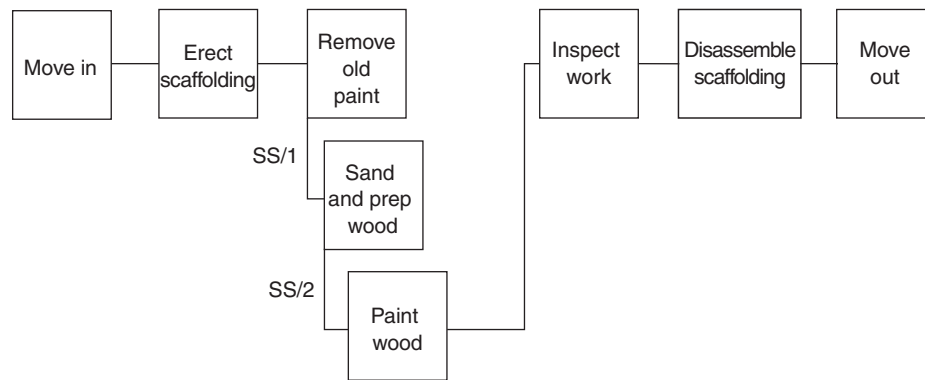 Move in
Erect
scaffolding
Remove
old
paint
SS/1
Sand
and prep
wood
SS/2
Paint
wood
Inspect
work
Disassemble
scaffolding
Move
out